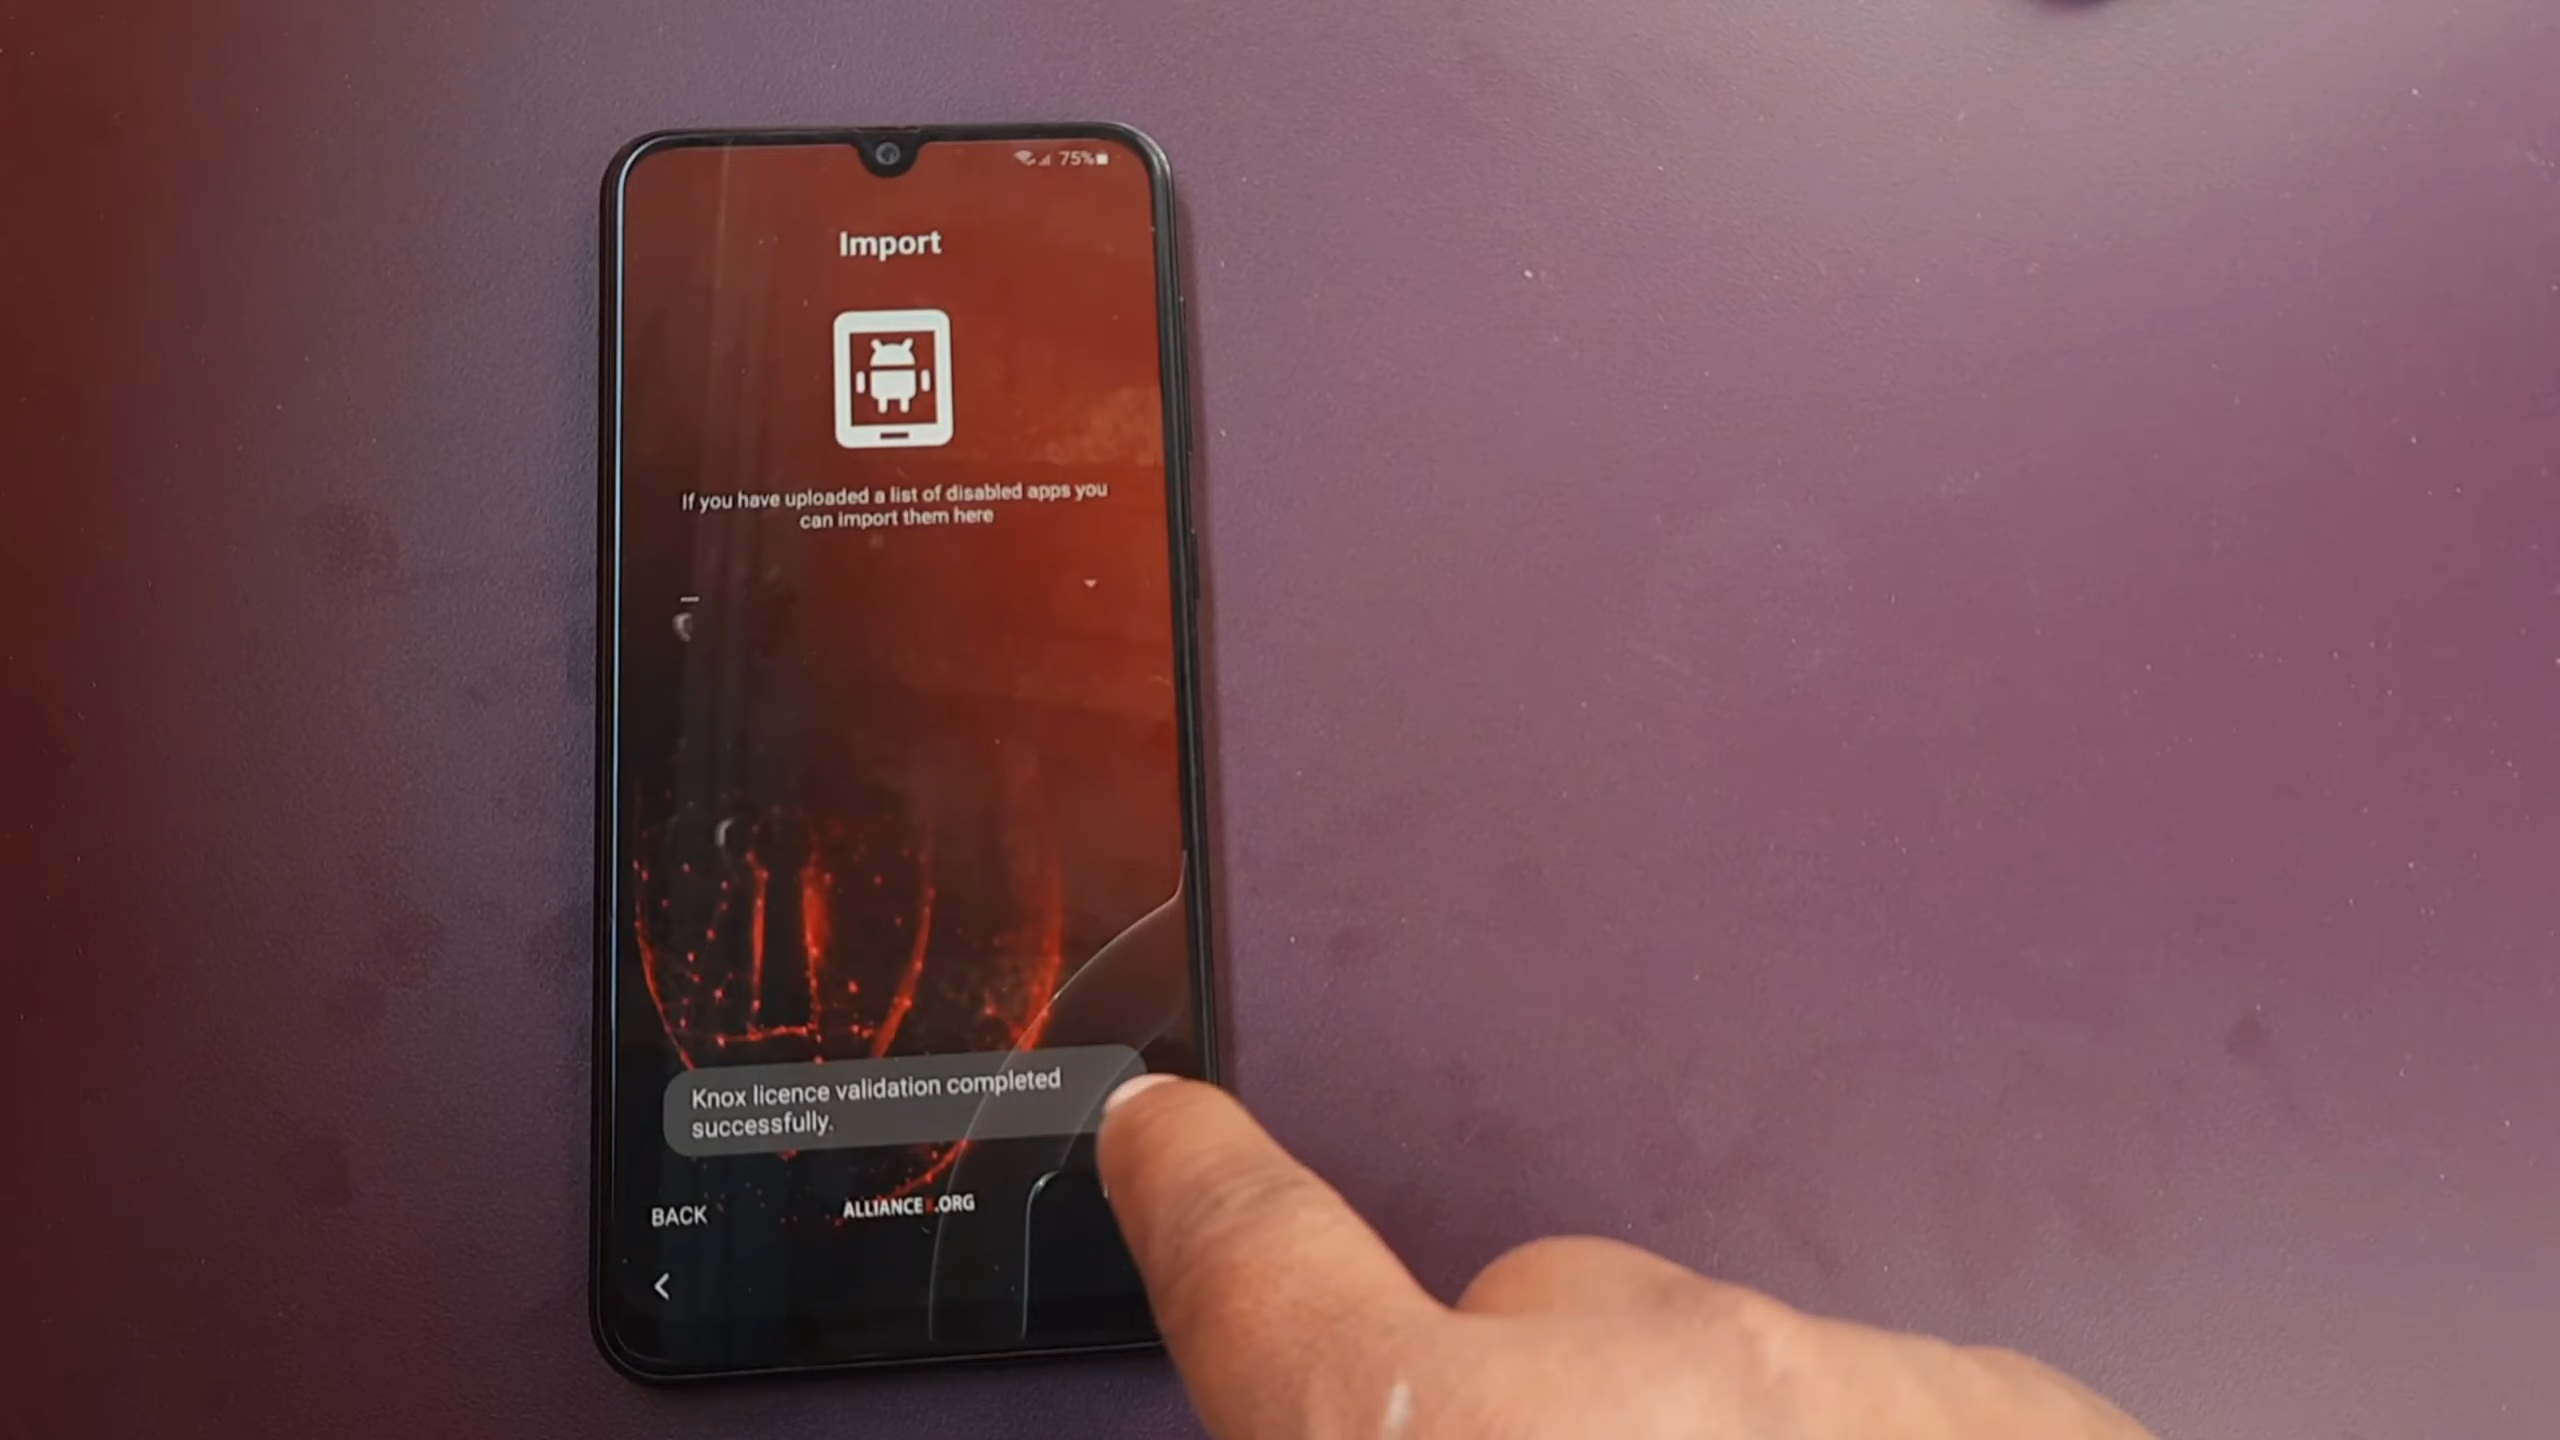 75%
Import
If you have uploaded a list of disabled apps you
can import them here
Knox licence validation completed
successfully.
BACK
ALLIANCEX.ORG